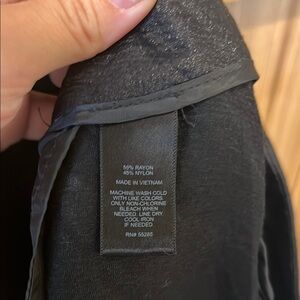 55% RAYON
45% NYLON
MADE IN VIETNAM
MACHINE WASH COLD
WITH LIKE COLORS
ONLY NON-CHLORINE
BLEACH WHEN
NEEDED. LINE DRY.
COOL IRON
IF NEEDED
RN# 55285